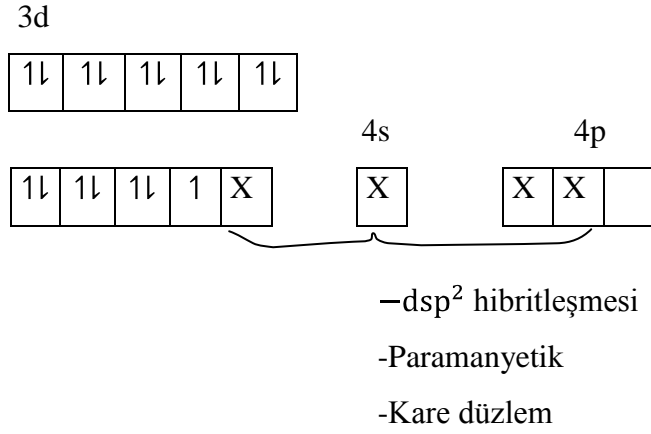 3d
1⇂ 1⇂ 1⇂ 1⇂ 1⇂
4s 4p
1⇂ 1⇂ 1⇂ 1 X X X X
−dsp² hibritleşmesi
-Paramanyetik
-Kare düzlem